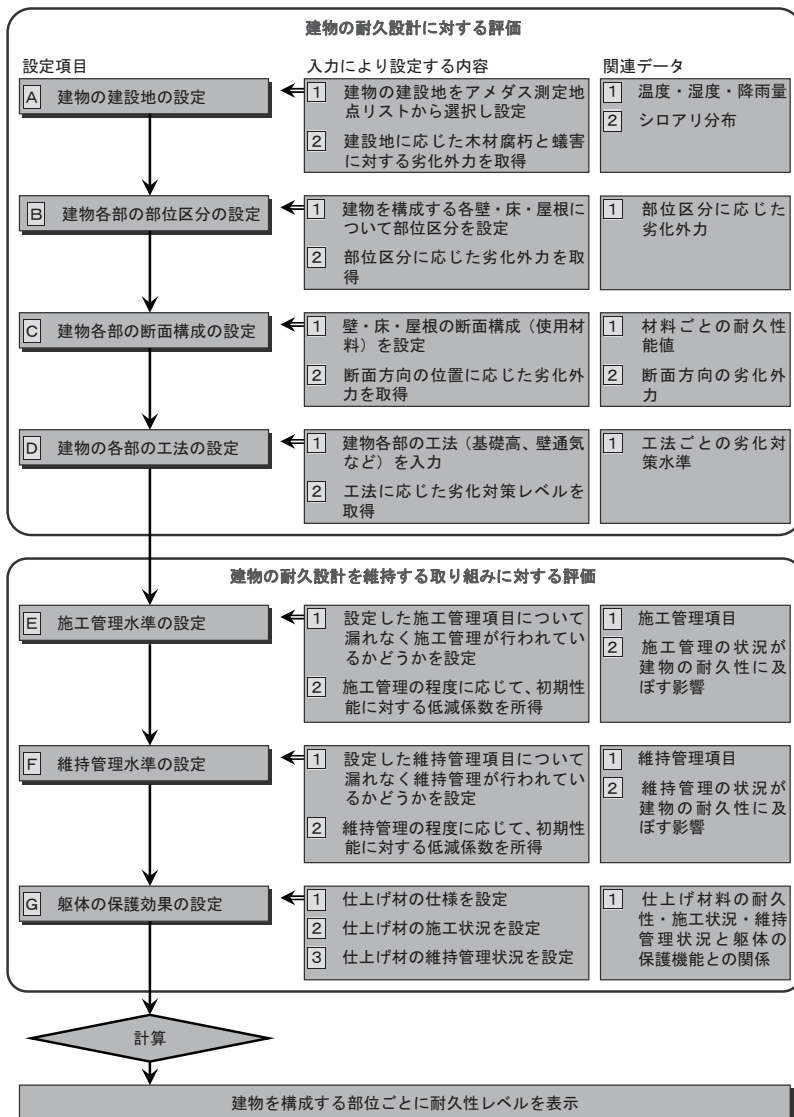 建物の耐久設計に対する評価
設定項目
入力により設定する内容
関連データ
A 建物の建設地の設定
1 建物の建設地をアメダス測定地
点リストから選択し設定
2 建設地に応じた木材腐朽と蟻害
に対する劣化外力を取得
1 温度・湿度・降雨量
2 シロアリ分布
B 建物各部の部位区分の設定
1 建物を構成する各壁・床・屋根に
ついて部位区分を設定
2 部位区分に応じた劣化外力を取
得
1 部位区分に応じた
劣化外力
C 建物各部の断面構成の設定
1 壁・床・屋根の断面構成（使用材
料）を設定
2 断面方向の位置に応じた劣化外
力を取得
1 材料ごとの耐久性
能値
2 断面方向の劣化外
力
D 建物の各部の工法の設定
1 建物各部の工法（基礎高、壁通気
など）を入力
2 工法に応じた劣化対策レベルを
取得
1 工法ごとの劣化対
策水準
建物の耐久設計を維持する取り組みに対する評価
E 施工管理水準の設定
1 設定した施工管理項目について
漏れなく施工管理が行われてい
るかどうかを設定
2 施工管理の程度に応じて、初期性
能に対する低減係数を所得
1 施工管理項目
2 施工管理の状況が
建物の耐久性に及
ぼす影響
F 維持管理水準の設定
1 設定した維持管理項目について
漏れなく維持管理が行われてい
るかどうかを設定
2 維持管理の程度に応じて、初期性
能に対する低減係数を所得
1 維持管理項目
2 維持管理の状況が
建物の耐久性に及
ぼす影響
G 躯体の保護効果の設定
1 仕上げ材の仕様を設定
2 仕上げ材の施工状況を設定
3 仕上げ材の維持管理状況を設定
1 仕上げ材料の耐久
性・施工状況・維持
管理状況と躯体の
保護機能との関係
計算
建物を構成する部位ごとに耐久性レベルを表示